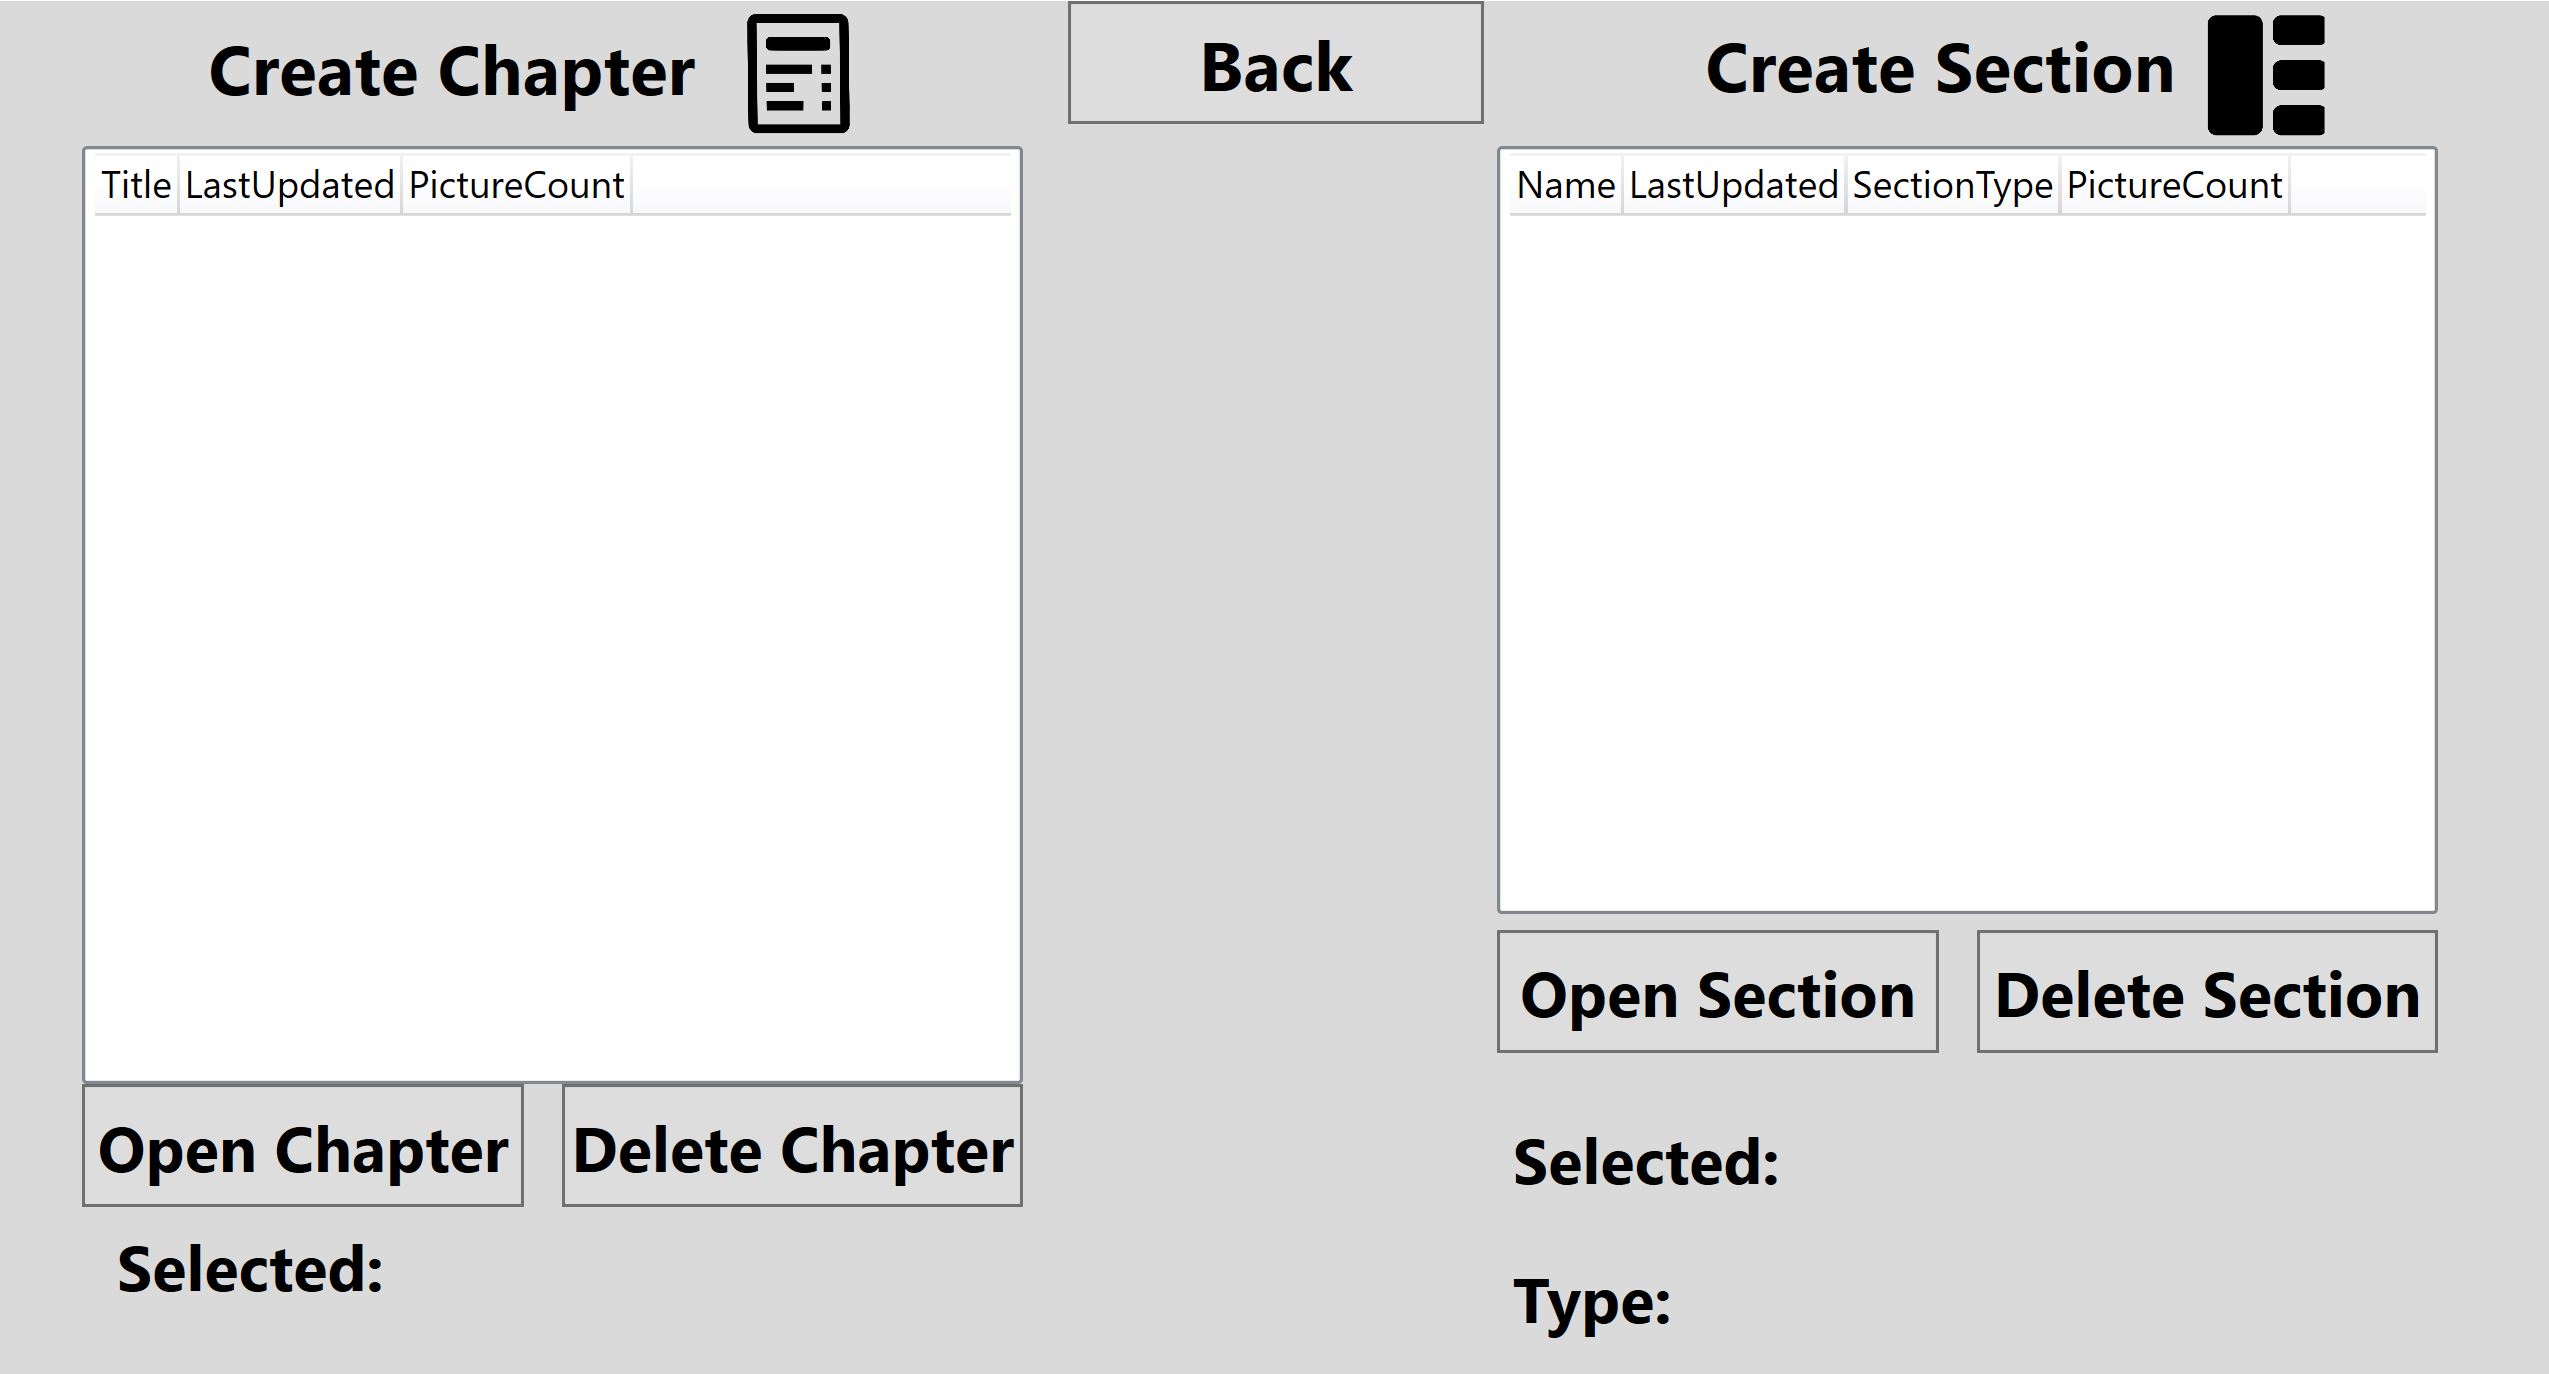 Create Chapter
Back
Create Section
Title LastUpdated PictureCount
Name LastUpdated SectionType PictureCount
Open Section Delete Section
Open Chapter Delete Chapter
Selected:
Selected:
Type: